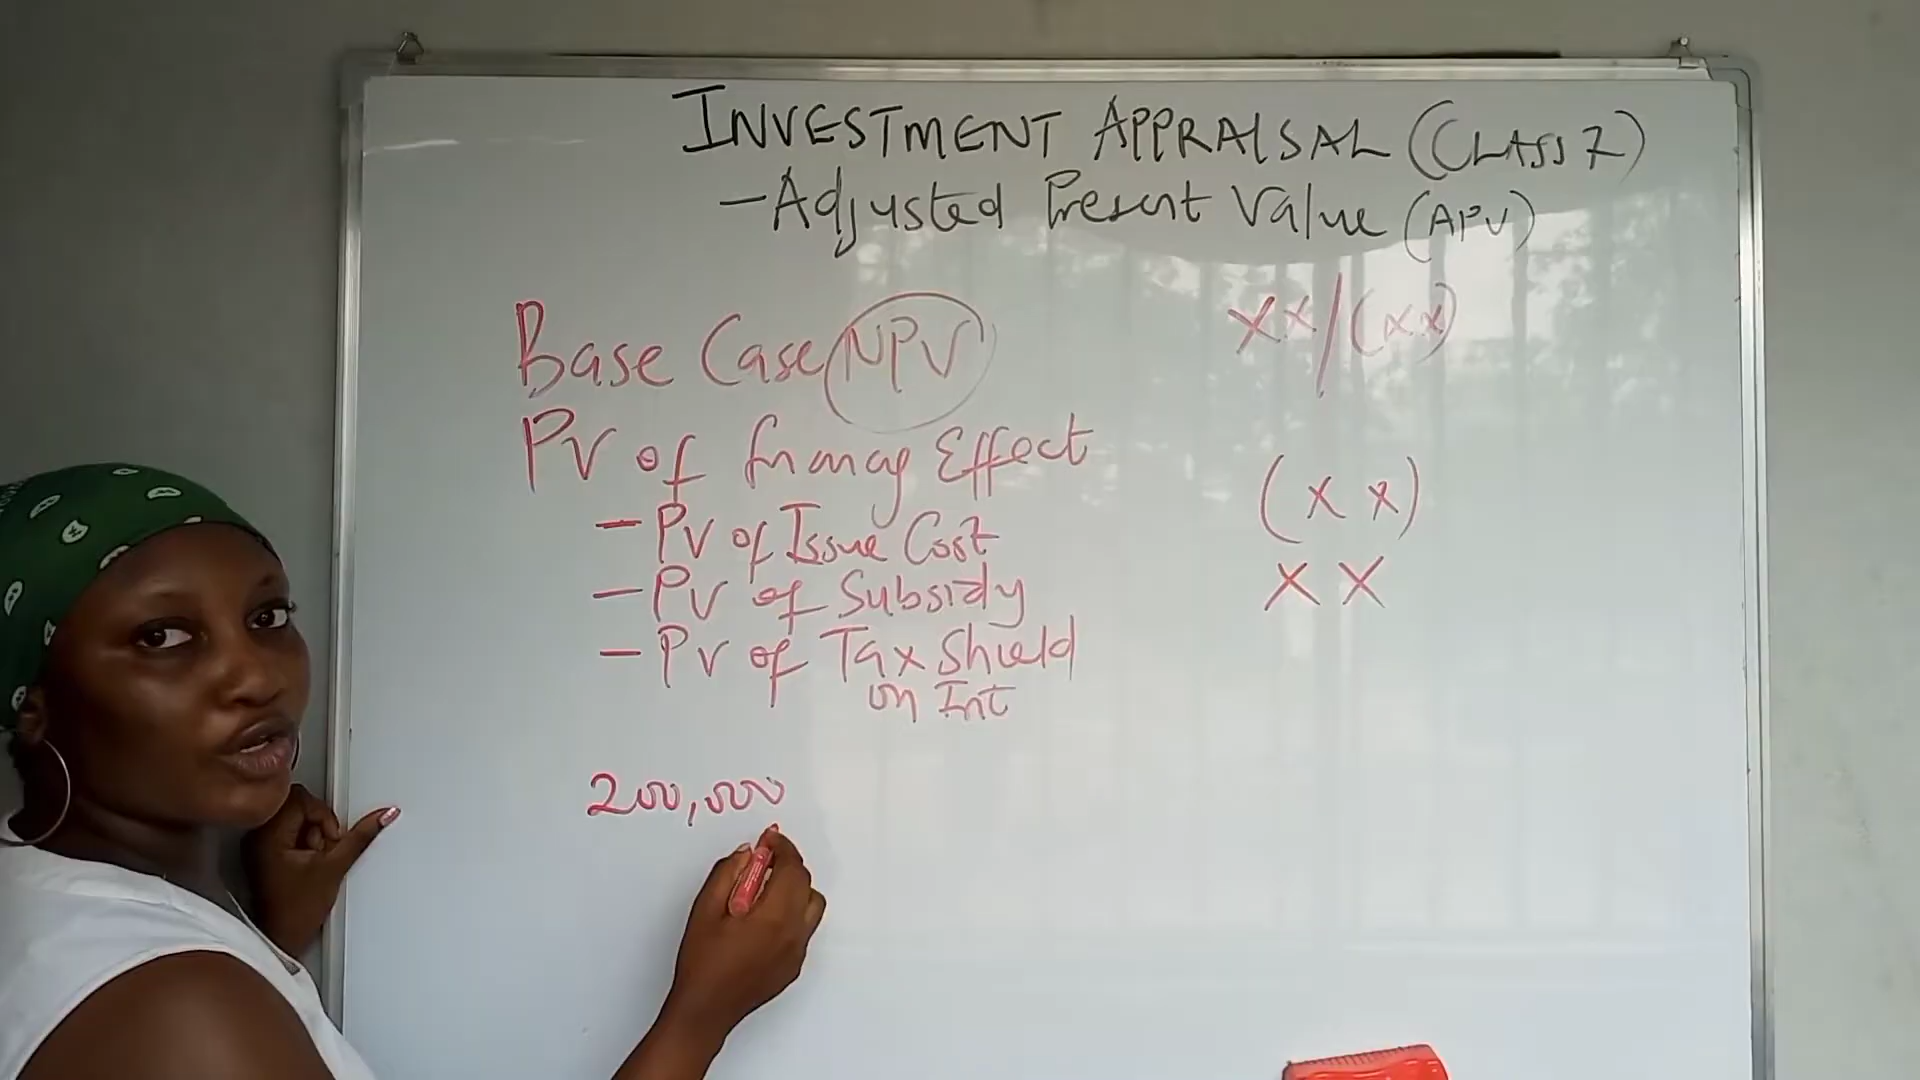 INVESTMENT APPRAISAL (CLASS 7)
- Adjusted Present Value (APV)
Base Case NPV xx/(xx)
PV of Financing Effect
- PV of Issue Cost (xx)
- PV of Subsidy xx
- PV of Tax Shield
on Int
200,000